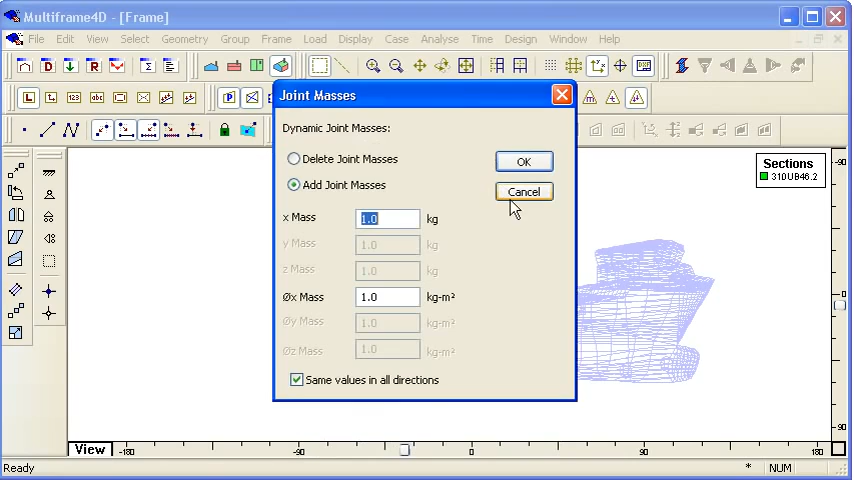 Multiframe4D - [Frame]
File Edit View Select Geometry Group Frame Load Display Case Analyse Time Design Window Help
Joint Masses
Dynamic Joint Masses:
Delete Joint Masses
Add Joint Masses
OK
Cancel
x Mass 1.0 kg
y Mass 1.0 kg
z Mass 1.0 kg
Øx Mass 1.0 kg-m²
Øy Mass 1.0 kg-m²
Øz Mass 1.0 kg-m²
Same values in all directions
Sections
310UB46.2
-90
0
90
View -180 -90 0 90 180
Ready * NUM